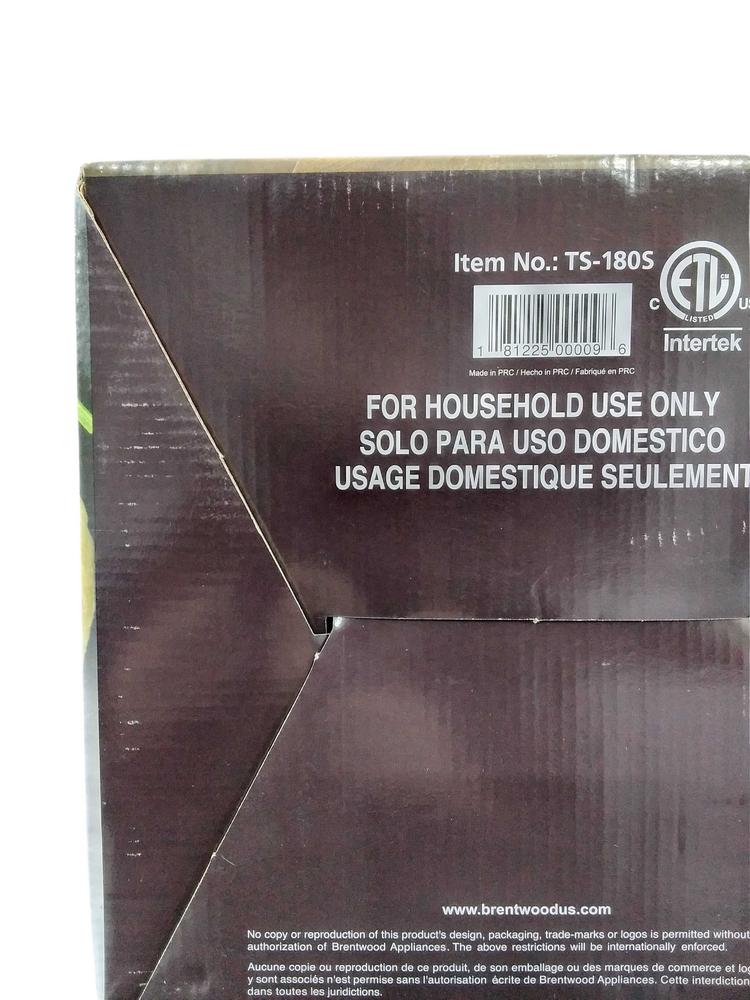 Item No.: TS-180S
C ETL CM LISTED US
Intertek
1 81225 00009 6
Made in PRC / Hecho in PRC / Fabriqué en PRC
FOR HOUSEHOLD USE ONLY
SOLO PARA USO DOMESTICO
USAGE DOMESTIQUE SEULEMENT
www.brentwoodus.com
No copy or reproduction of this product's design, packaging, trade-marks or logos is permitted without
authorization of Brentwood Appliances. The above restrictions will be internationally enforced.
Aucune copie ou reproduction de ce produit, de son emballage ou des marques de commerce et log
y sont associés n'est permise sans l'autorisation écrite de Brentwood Appliances. Cette interdiction
dans toutes les juridictions.